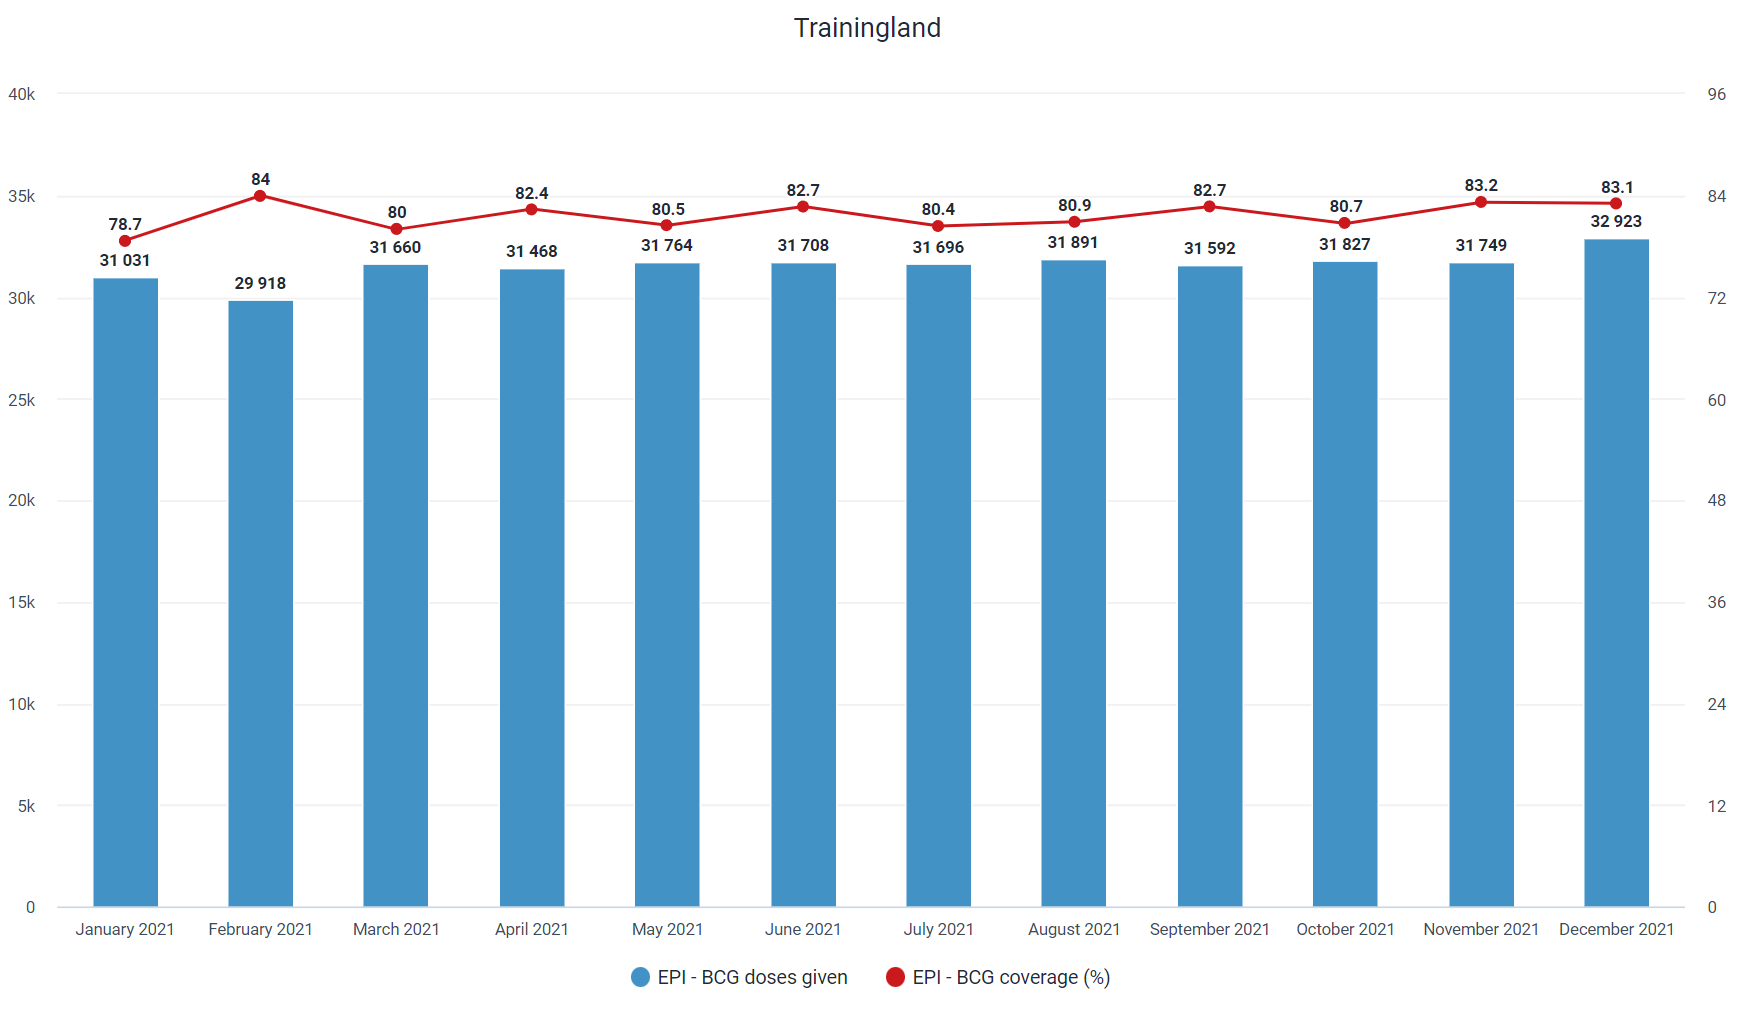 Trainingland
40k
96
35k
84
30k
72
25k
60
20k
48
15k
36
10k
24
5k
12
0
0
78.7
84
80
82.4
80.5
82.7
80.4
80.9
82.7
80.7
83.2
83.1
31 031
29 918
31 660
31 468
31 764
31 708
31 696
31 891
31 592
31 827
31 749
32 923
January 2021
February 2021
March 2021
April 2021
May 2021
June 2021
July 2021
August 2021
September 2021
October 2021
November 2021
December 2021
EPI - BCG doses given
EPI - BCG coverage (%)